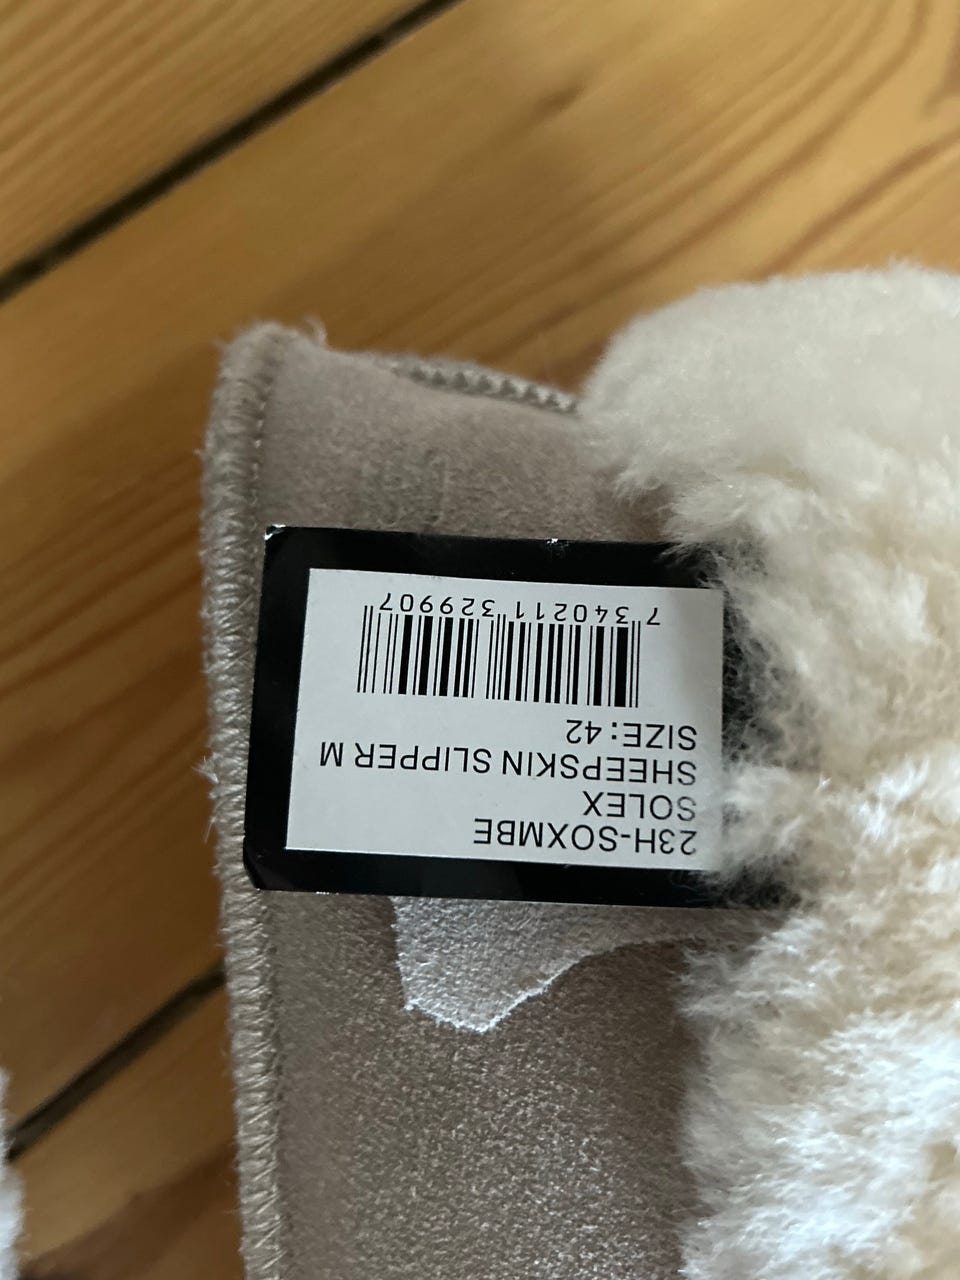 23H-SOXMBE
SOLEX
SHEEPSKIN SLIPPER M
SIZE: 42
7 340211 329907